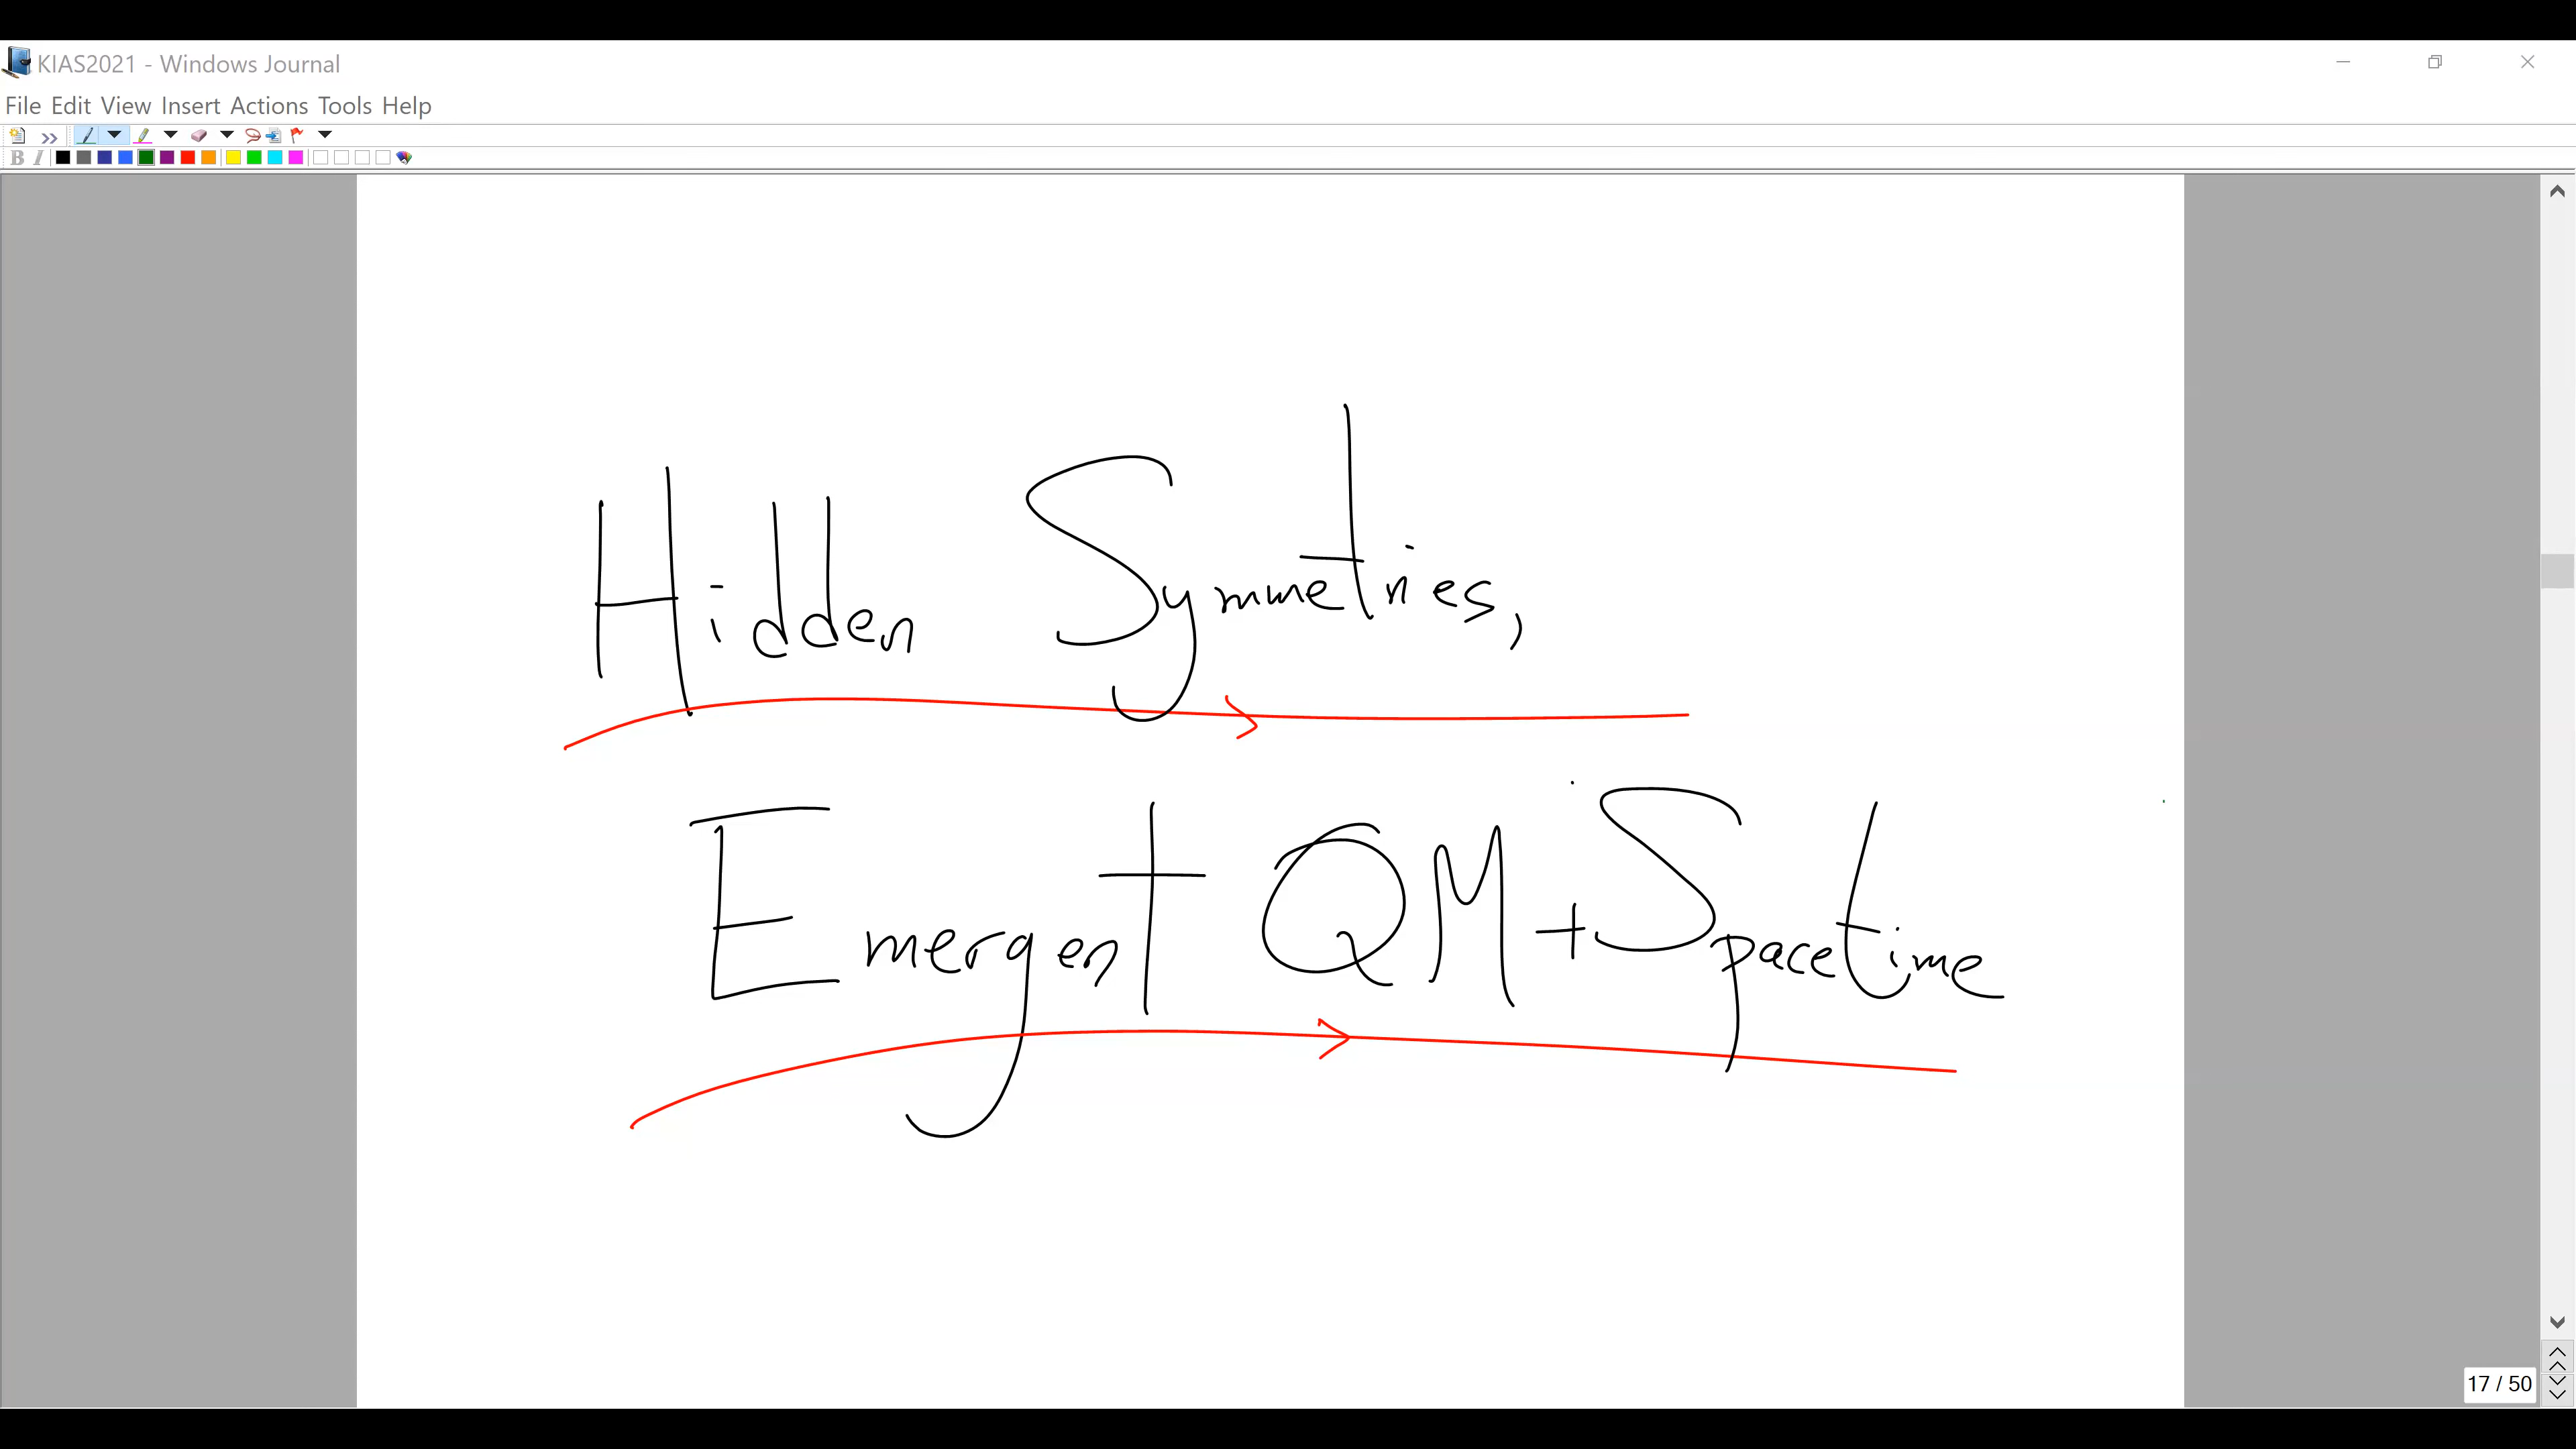 KIAS2021 - Windows Journal
File Edit View Insert Actions Tools Help
B I
Hidden Symmetries,
Emergent QM+Spacetime
17 / 50